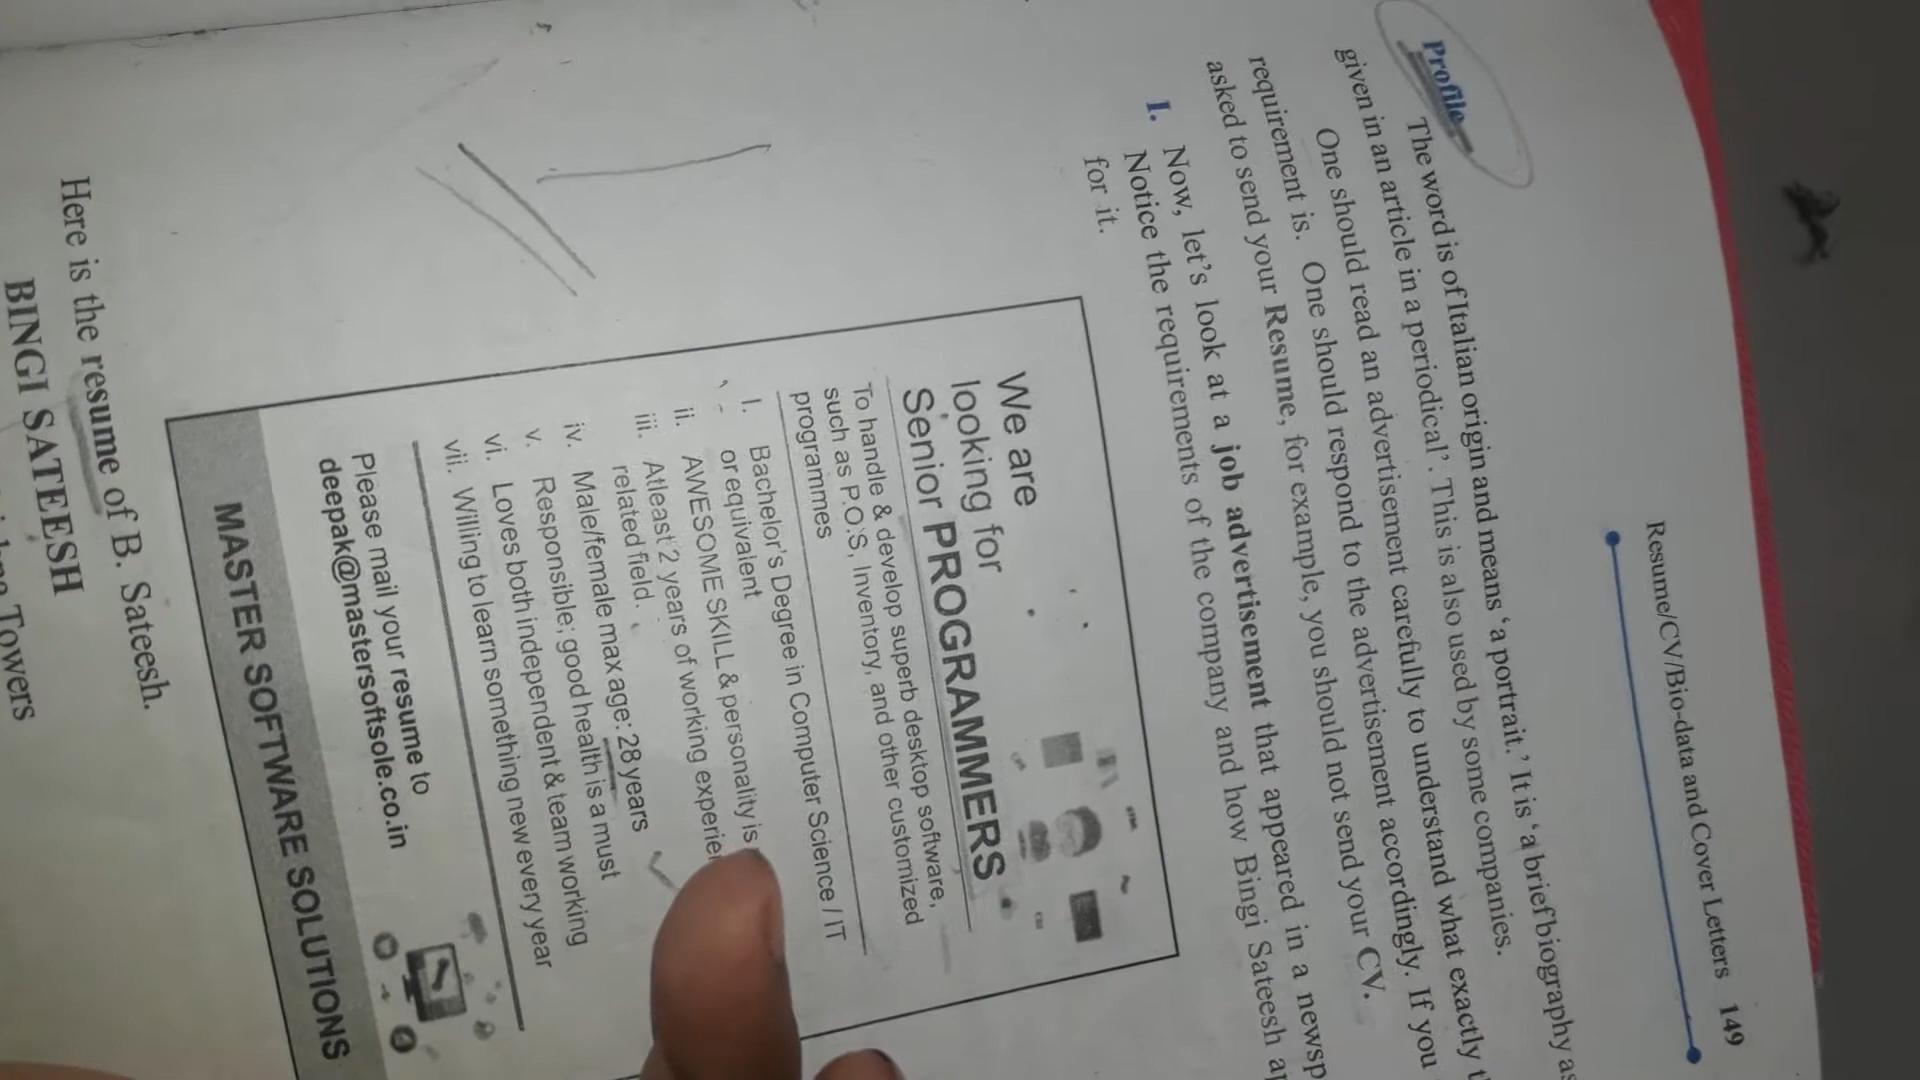 Resume/CV/Bio-data and Cover Letters 149
Profile
The word is of Italian origin and means ‘a portrait.’ It is ‘a brief biography as
given in an article in a periodical’. This is also used by some companies.
One should read an advertisement carefully to understand what exactly
requirement is. One should respond to the advertisement accordingly. If you
asked to send your Resume, for example, you should not send your CV.
I. Now, let’s look at a job advertisement that appeared in a
Notice the requirements of the company and how Bingi Sateesh
for it.
We are
looking for
Senior PROGRAMMERS
To handle & develop superb desktop software,
such as P.O.S, Inventory, and other customized
programmes
I. Bachelor's Degree in Computer Science / IT
or equivalent
ii. AWESOME SKILL & personality is
iii. Atleast 2 years of working
related field.
iv. Male/female max age: 28 years
v. Responsible; good health is a must
vi. Loves both independent & team working
vii. Willing to learn something new every year
Please mail your resume to
deepak@mastersoftsole.co.in
MASTER SOFTWARE SOLUTIONS
Here is the resume of B. Sateesh.
BINGI SATEESH
Towers